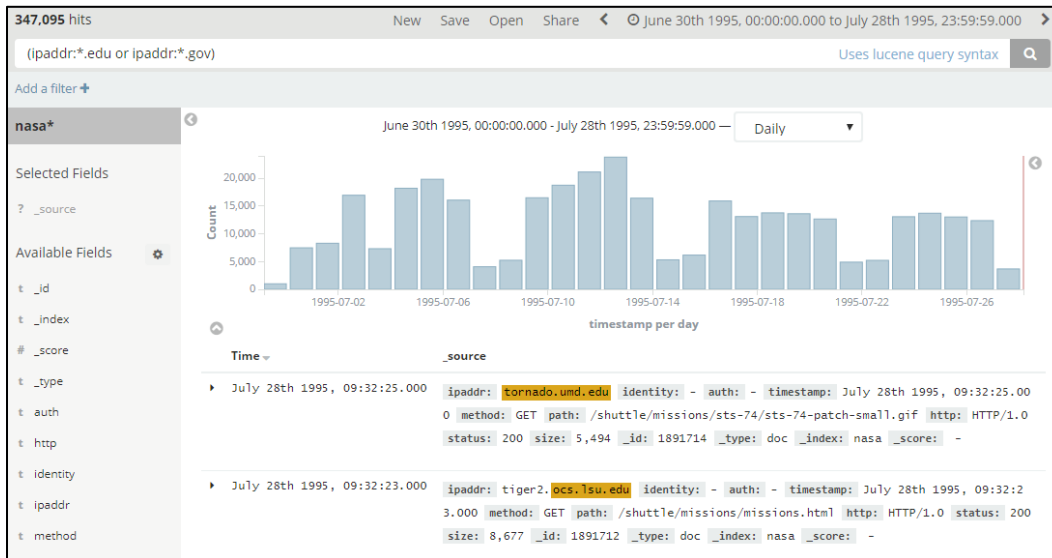 347,095 hits New Save Open Share June 30th 1995, 00:00:00.000 to July 28th 1995, 23:59:59.000
(ipaddr:*.edu or ipaddr:*.gov) Uses lucene query syntax
Add a filter +
nasa*
Selected Fields
? _source
Available Fields
t _id
t _index
# _score
t _type
t auth
t http
t identity
t ipaddr
t method
June 30th 1995, 00:00:00.000 - July 28th 1995, 23:59:59.000 — Daily
Count
20,000
15,000
10,000
5,000
0
1995-07-02 1995-07-06 1995-07-10 1995-07-14 1995-07-18 1995-07-22 1995-07-26
timestamp per day
Time _source
July 28th 1995, 09:32:25.000 ipaddr: tornado.umd.edu identity: - auth: - timestamp: July 28th 1995, 09:32:25.00
0 method: GET path: /shuttle/missions/sts-74/sts-74-patch-small.gif http: HTTP/1.0
status: 200 size: 5,494 _id: 1891714 _type: doc _index: nasa _score: -
July 28th 1995, 09:32:23.000 ipaddr: tiger2.ocs.lsu.edu identity: - auth: - timestamp: July 28th 1995, 09:32:2
3.000 method: GET path: /shuttle/missions/missions.html http: HTTP/1.0 status: 200
size: 8,677 _id: 1891712 _type: doc _index: nasa _score: -